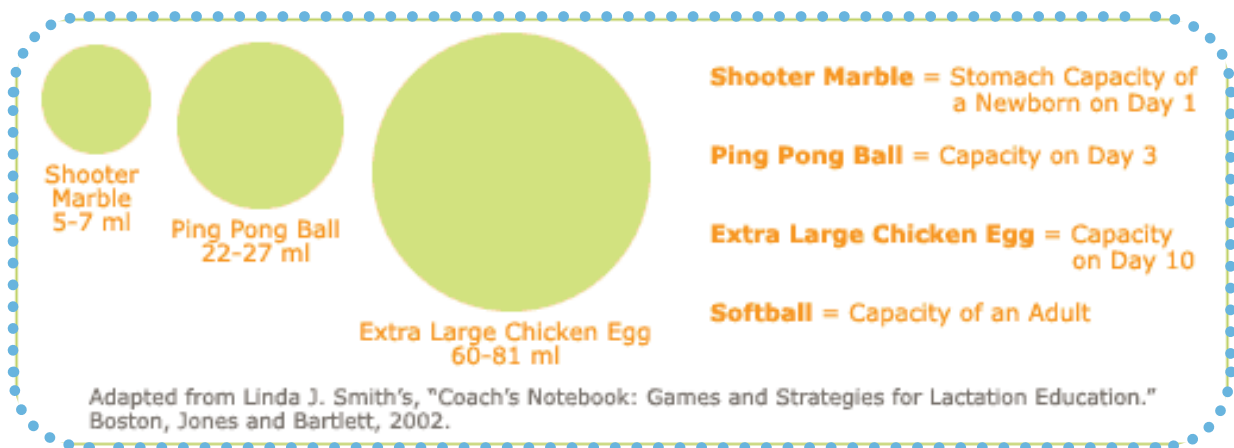 Shooter
Marble
5-7 ml
Ping Pong Ball
22-27 ml
Extra Large Chicken Egg
60-81 ml
Shooter Marble = Stomach Capacity of
a Newborn on Day 1
Ping Pong Ball = Capacity on Day 3
Extra Large Chicken Egg = Capacity
on Day 10
Softball = Capacity of an Adult
Adapted from Linda J. Smith's, "Coach's Notebook: Games and Strategies for Lactation Education."
Boston, Jones and Bartlett, 2002.